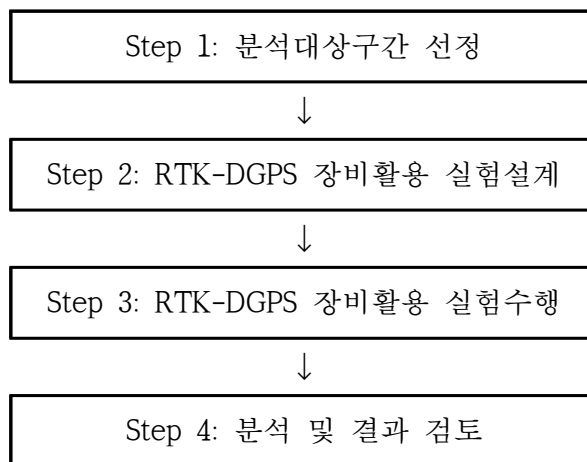 Step 1: 분석대상구간 선정
↓
Step 2: RTK-DGPS 장비활용 실험설계
↓
Step 3: RTK-DGPS 장비활용 실험수행
↓
Step 4: 분석 및 결과 검토